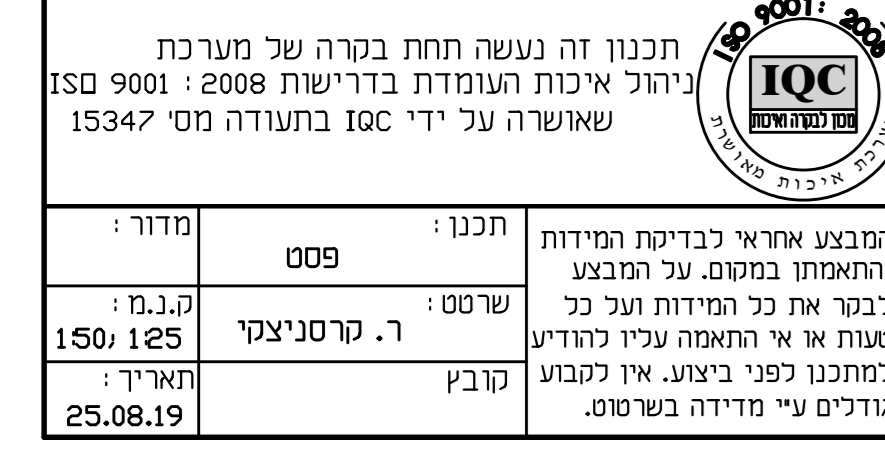 ISO 9001: 2008
IQC
מכון לבקרה ואיכות
מערכת איכות מאושרת
תכנון זה נעשה תחת בקרה של מערכת
ניהול איכות העומדת בדרישות ISO 9001 : 2008
שאושרה על ידי IQC בתעודה מס' 15347
המבצע אחראי לבדיקת המידות
והתאמתן במקום. על המבצע
לבקר את כל המידות ועל כל
טעות או אי התאמה עליו להודיע
למתכנן לפני ביצוע. אין לקבוע
גודלים ע"י מדידה בשרטוט.
תכנן :
פסט
מדור :
שרטט :
ר. קרסניצקי
ק.נ.מ :
1:50, 1:25
קובץ
תאריך :
25.08.19